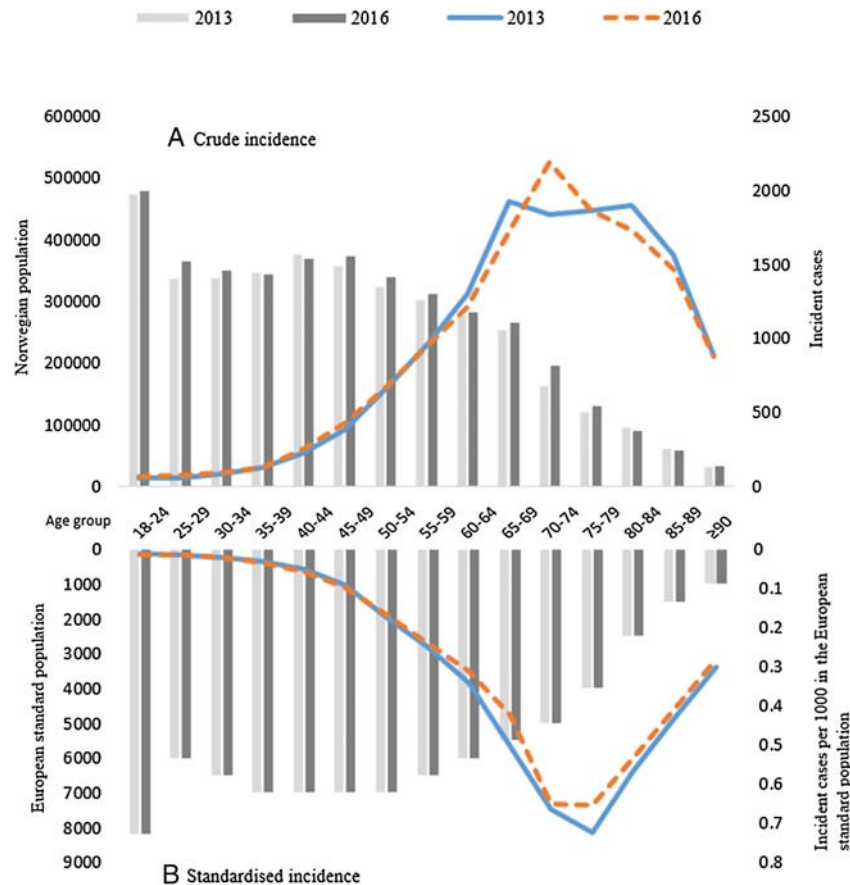 2013 2016 2013 2016
600000 2500
A Crude incidence
500000
2000
400000
1500
300000
1000
200000
500
100000
0 0
Norwegian population
Incident cases
Age group 18-24 25-29 30-34 35-39 40-44 45-49 50-54 55-59 60-64 65-69 70-74 75-79 80-84 85-89 ≥90
0 0
1000 0.1
2000 0.2
3000 0.3
4000
0.4
5000
0.5
6000
0.6
7000
0.7
8000
9000 0.8
European standard population
Incident cases per 1000 in the European
standard population
B Standardised incidence